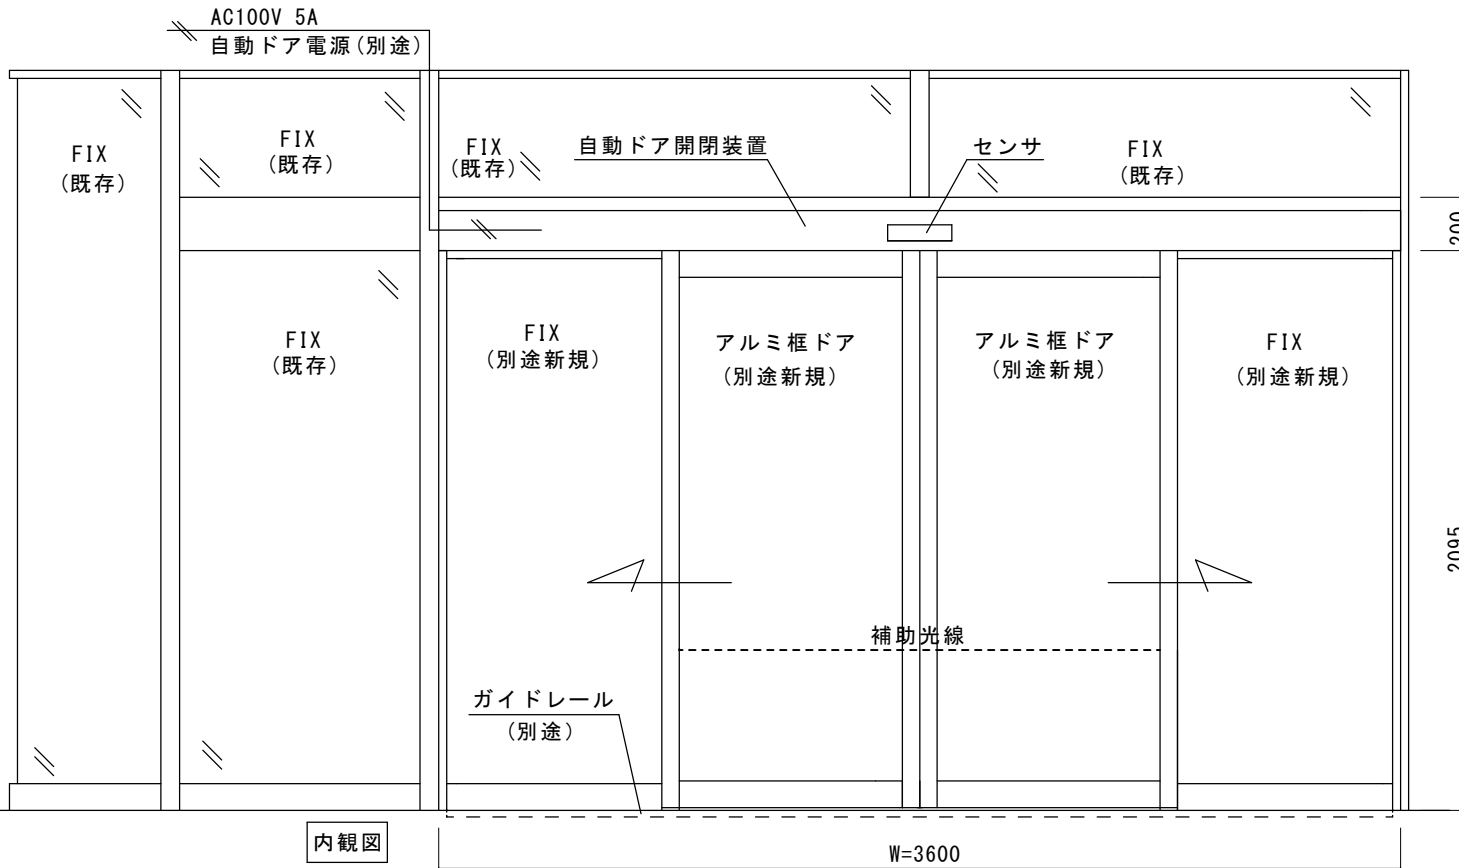 AC100V 5A
自動ドア電源(別途)
FIX
(既存)
FIX
(既存)
FIX
(既存)
自動ドア開閉装置
センサ
FIX
(既存)
200
FIX
(既存)
FIX
(別途新規)
アルミ框ドア
(別途新規)
アルミ框ドア
(別途新規)
FIX
(別途新規)
2095
補助光線
ガイドレール
(別途)
内観図
W=3600